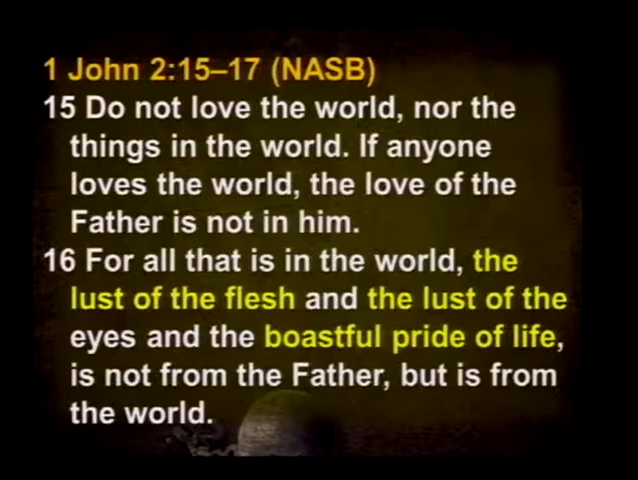 1 John 2:15–17 (NASB)
15 Do not love the world, nor the
things in the world. If anyone
loves the world, the love of the
Father is not in him.
16 For all that is in the world, the
lust of the flesh and the lust of the
eyes and the boastful pride of life,
is not from the Father, but is from
the world.